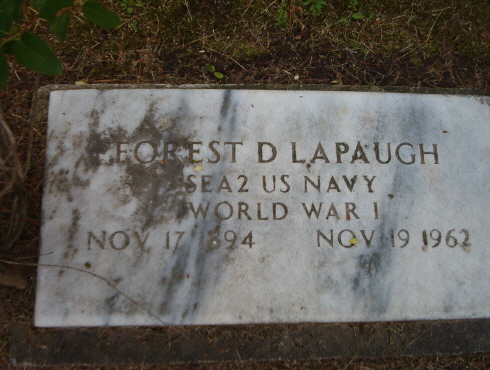 FOREST D LAPAUGH
SEA2 US NAVY
WORLD WAR I
NOV 17 1894 NOV 19 1962